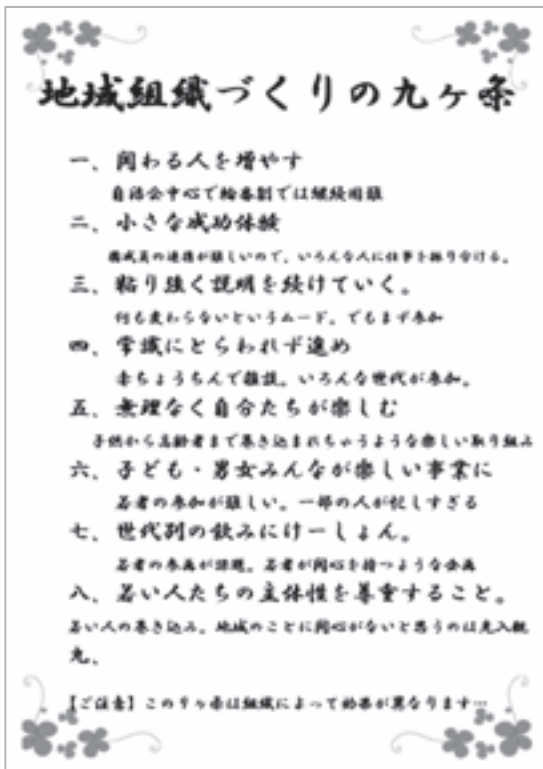 地域組織づくりの九ヶ条
一、関わる人を増やす
自治会中心で輪番制では継続困難
二、小さな成功体験
構成員の連携が難しいので、いろんな人に仕事を振り分ける。
三、粘り強く説明を続けていく。
何も変わらないというムード。でもまず参加
四、常識にとらわれず進め
赤ちょうちんで雑談。いろんな世代が参加。
五、無理なく自分たちが楽しむ
子供から高齢者まで巻き込まれちゃうような楽しい取り組み
六、子ども・男女みんなが楽しい事業に
若者の参加が難しい。一部の人が忙しすぎる
七、世代別の飲みにけーしょん。
若者の参画が課題。若者が関心を持つような企画
八、若い人たちの主体性を尊重すること。
若い人の巻き込み。地域のことに関心がないと思うのは先入観
九、
【ご注意】この九ヶ条は組織によって効果が異なります…